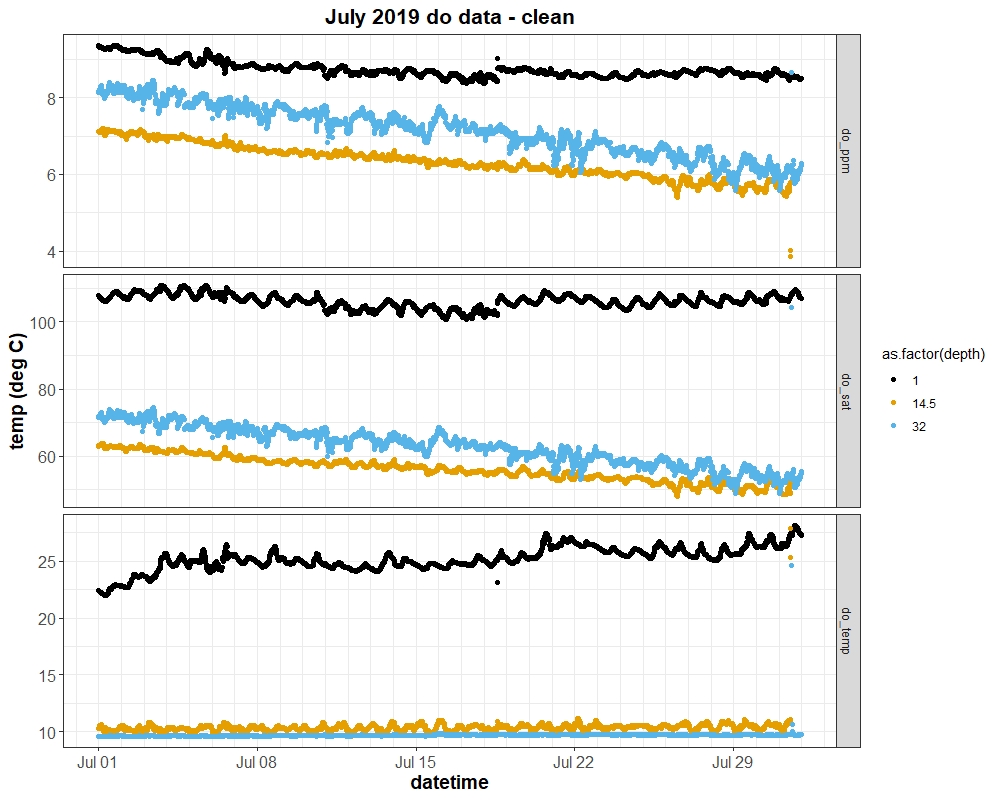 July 2019 do data - clean
8
6
4
do_ppm
100
80
60
do_sat
25
20
15
10
do_temp
temp (deg C)
Jul 01
Jul 08
Jul 15
Jul 22
Jul 29
datetime
as.factor(depth)
1
14.5
32